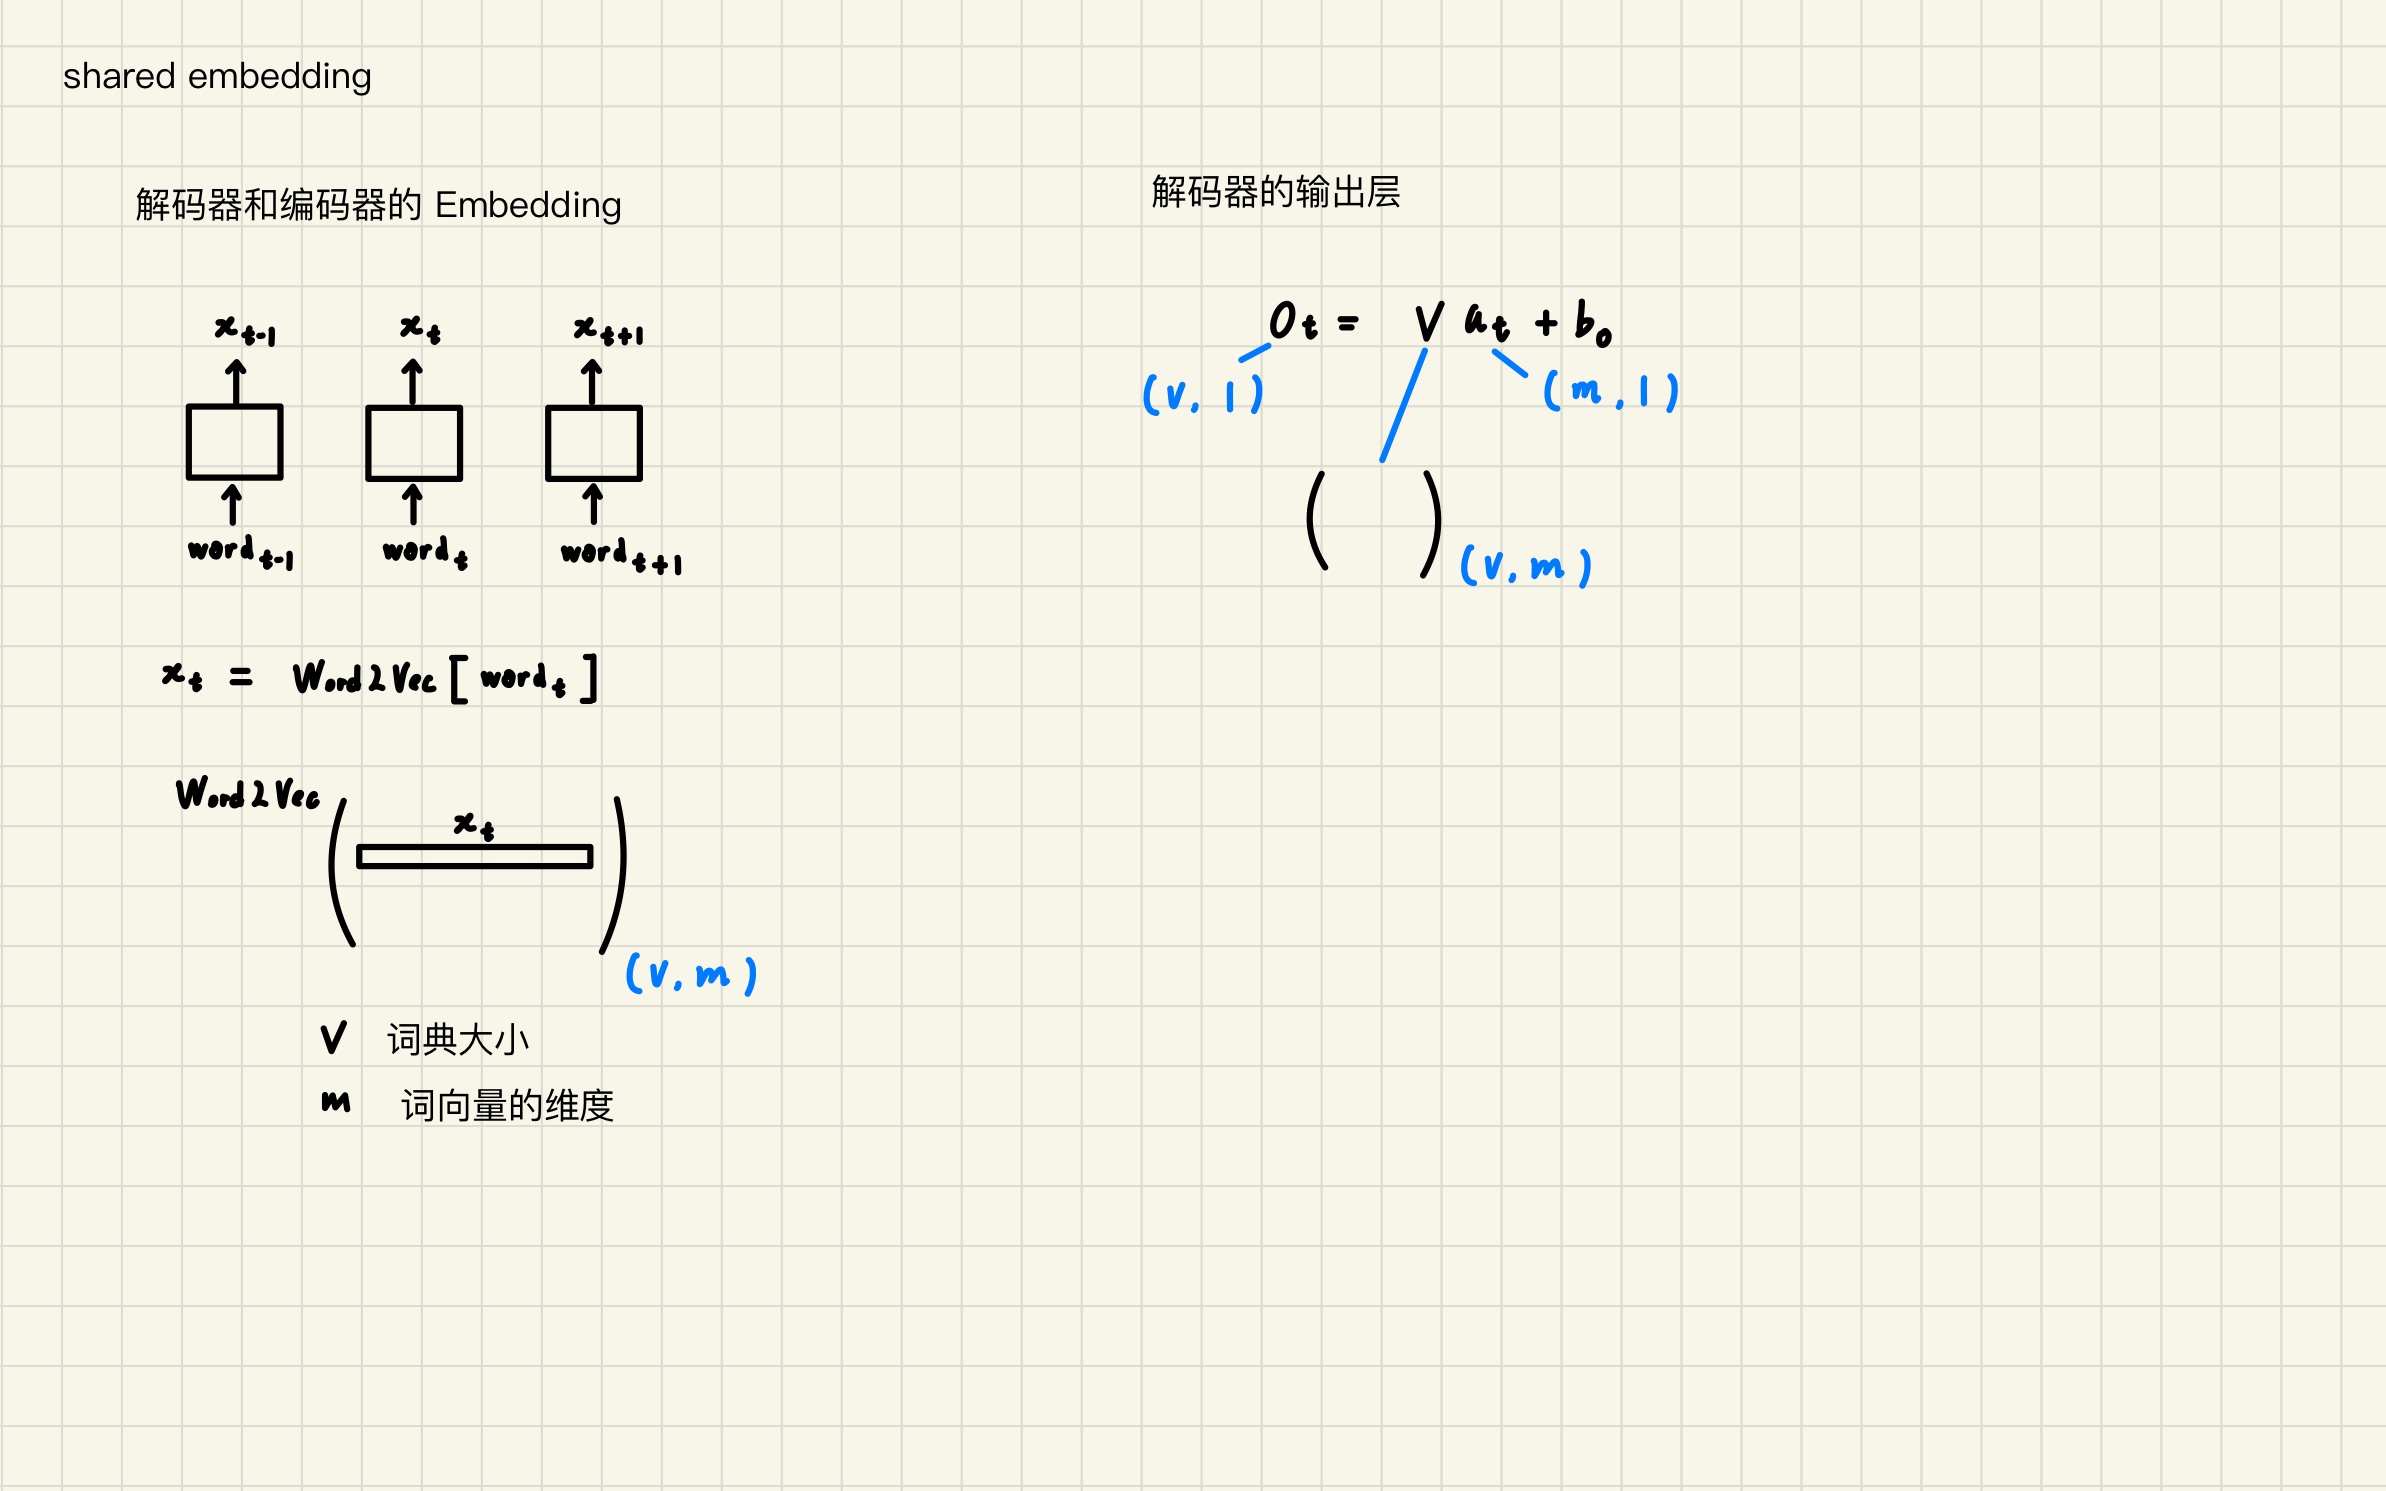 shared embedding
解码器和编码器的 Embedding
x_{t-1} x_t x_{t+1}
word_{t-1} word_t word_{t+1}
x_t = Word2Vec [ word_t ]
Word2Vec
x_t
(v, m)
V 词典大小
m 词向量的维度
解码器的输出层
O_t = V a_t + b_o
(v, 1) (m, 1)
(v, m)